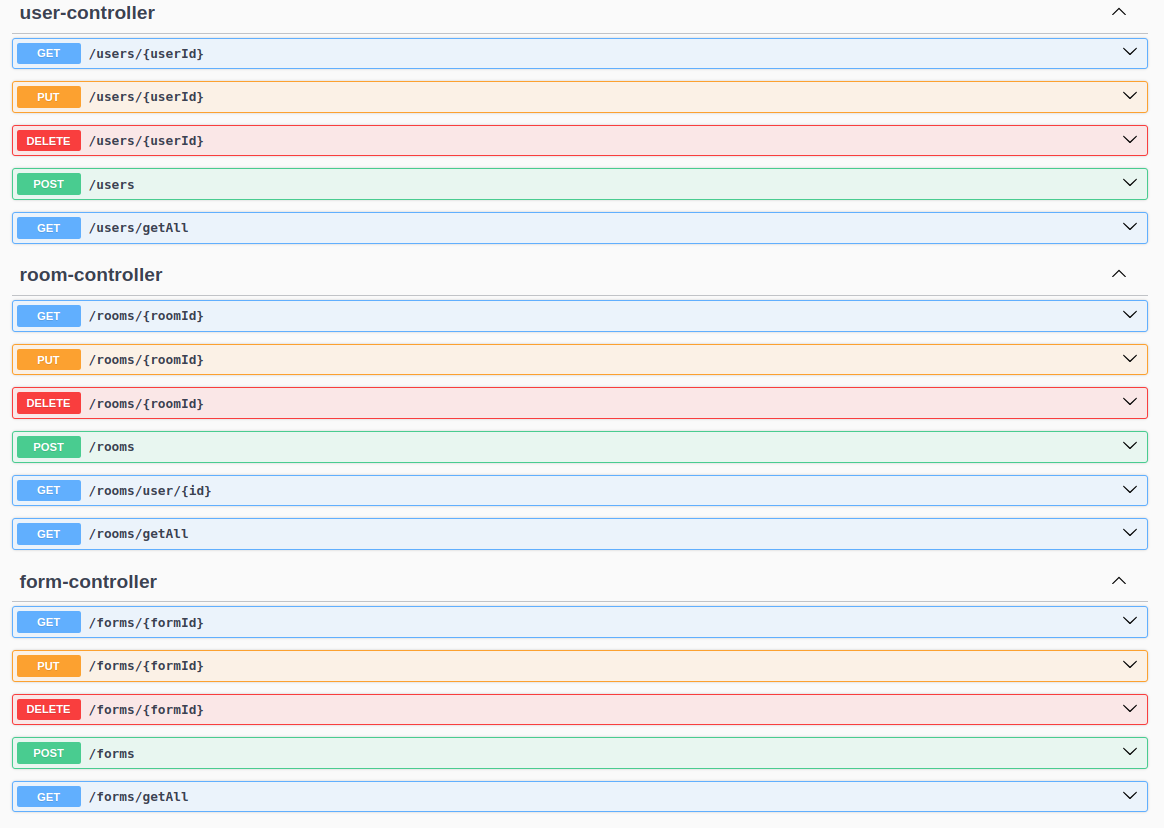 user-controller
GET /users/{userId}
PUT /users/{userId}
DELETE /users/{userId}
POST /users
GET /users/getAll
room-controller
GET /rooms/{roomId}
PUT /rooms/{roomId}
DELETE /rooms/{roomId}
POST /rooms
GET /rooms/user/{id}
GET /rooms/getAll
form-controller
GET /forms/{formId}
PUT /forms/{formId}
DELETE /forms/{formId}
POST /forms
GET /forms/getAll